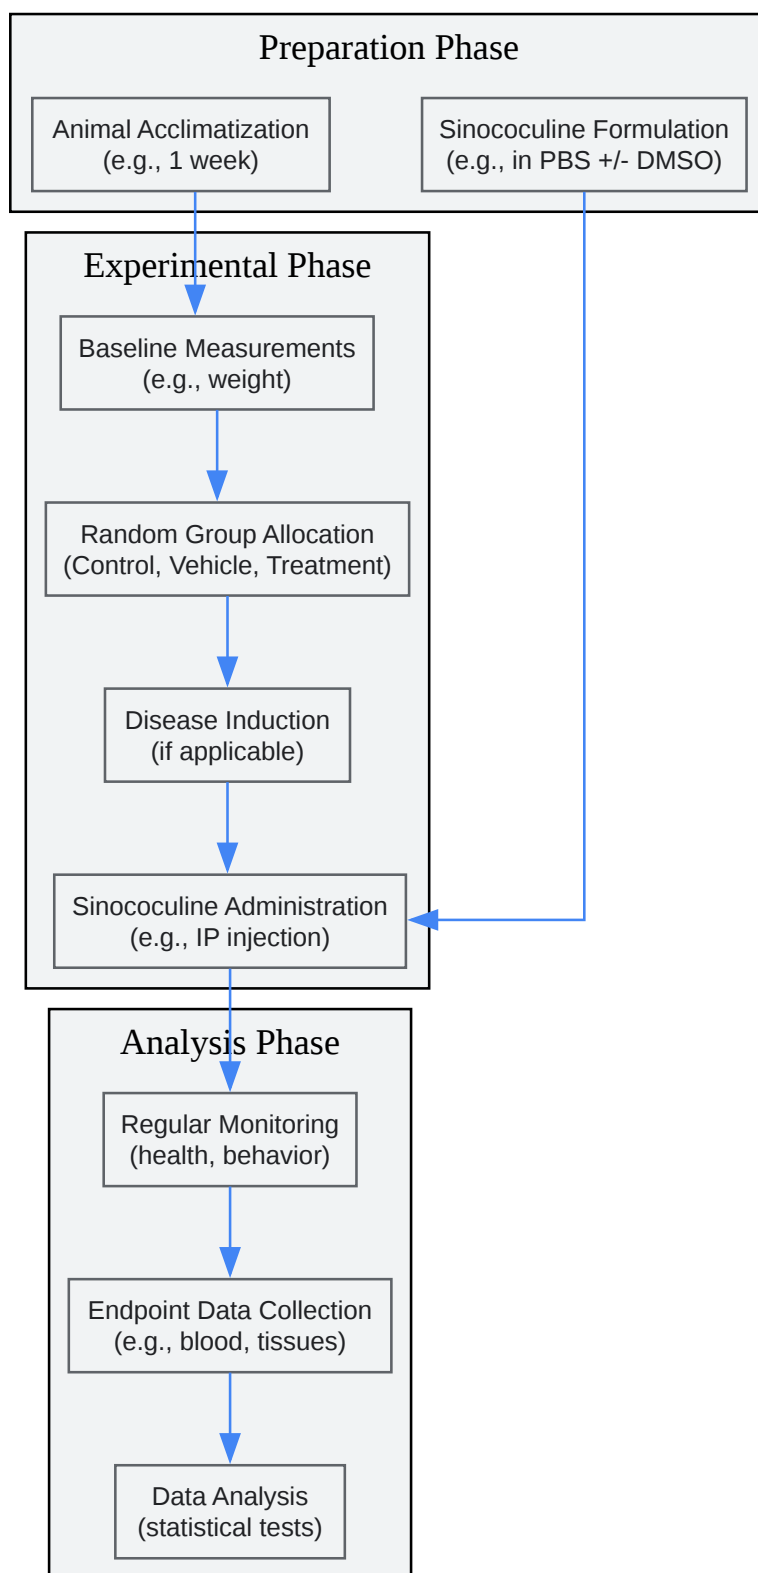 Preparation Phase
Animal Acclimatization
(e.g., 1 week)
Sinococuline Formulation
(e.g., in PBS +/- DMSO)
Experimental Phase
Baseline Measurements
(e.g., weight)
Random Group Allocation
(Control, Vehicle, Treatment)
Disease Induction
(if applicable)
Sinococuline Administration
(e.g., IP injection)
Analysis Phase
Regular Monitoring
(health, behavior)
Endpoint Data Collection
(e.g., blood, tissues)
Data Analysis
(statistical tests)